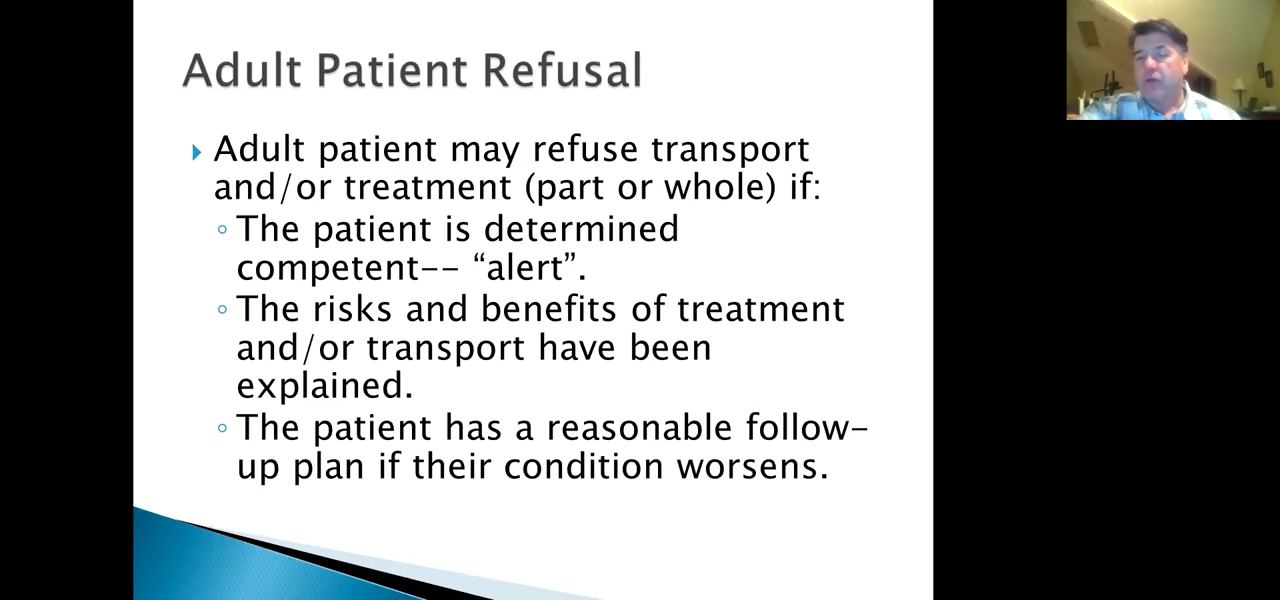 Adult Patient Refusal
Adult patient may refuse transport
and/or treatment (part or whole) if:
The patient is determined
competent-- “alert”.
The risks and benefits of treatment
and/or transport have been
explained.
The patient has a reasonable follow-
up plan if their condition worsens.